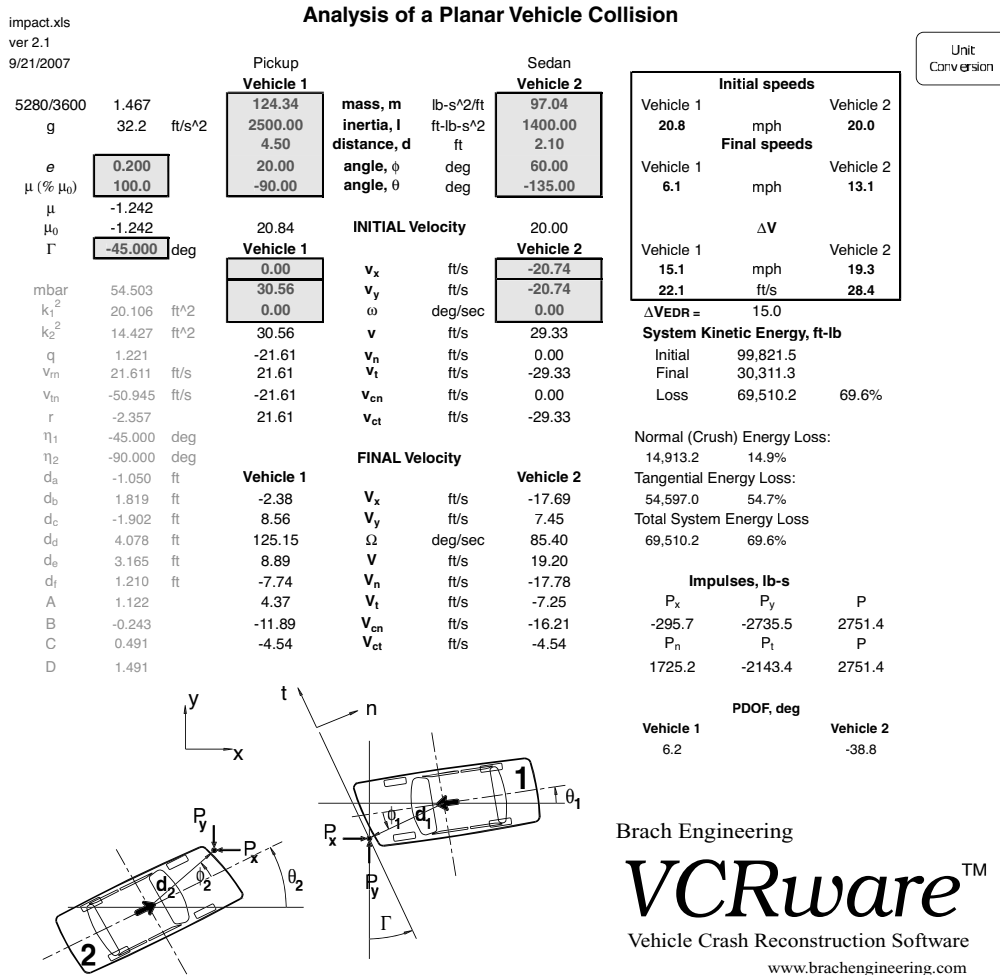 impact.xls
Analysis of a Planar Vehicle Collision
ver 2.1
9/21/2007
Pickup Sedan
Unit
Conversion
Vehicle 1 Vehicle 2
Initial speeds
5280/3600 1.467 124.34 mass, m lb-s^2/ft 97.04 Vehicle 1 Vehicle 2
g 32.2 ft/s^2 2500.00 inertia, I ft-lb-s^2 1400.00 20.8 mph 20.0
4.50 distance, d ft 2.10 Final speeds
e 0.200 20.00 angle, ϕ deg 60.00 Vehicle 1 Vehicle 2
μ (% μ0) 100.0 -90.00 angle, θ deg -135.00 6.1 mph 13.1
μ -1.242
μ0 -1.242 20.84 INITIAL Velocity 20.00 ΔV
Γ -45.000 deg Vehicle 1 Vehicle 2 Vehicle 1 Vehicle 2
0.00 vx ft/s -20.74 15.1 mph 19.3
mbar 54.503 30.56 vy ft/s -20.74 22.1 ft/s 28.4
k1² 20.106 ft^2 0.00 ω deg/sec 0.00 ΔVEDR = 15.0
k2² 14.427 ft^2 30.56 v ft/s 29.33 System Kinetic Energy, ft-lb
q 1.221 -21.61 vn ft/s 0.00 Initial 99,821.5
vrn 21.611 ft/s 21.61 vt ft/s -29.33 Final 30,311.3
vtn -50.945 ft/s -21.61 vcn ft/s 0.00 Loss 69,510.2 69.6%
r -2.357 21.61 vct ft/s -29.33
η1 -45.000 deg Normal (Crush) Energy Loss:
η2 -90.000 deg FINAL Velocity 14,913.2 14.9%
da -1.050 ft Vehicle 1 Vehicle 2 Tangential Energy Loss:
db 1.819 ft -2.38 Vx ft/s -17.69 54,597.0 54.7%
dc -1.902 ft 8.56 Vy ft/s 7.45 Total System Energy Loss
dd 4.078 ft 125.15 Ω deg/sec 85.40 69,510.2 69.6%
de 3.165 ft 8.89 V ft/s 19.20
df 1.210 ft -7.74 Vn ft/s -17.78 Impulses, lb-s
A 1.122 4.37 Vt ft/s -7.25 Px Py P
B -0.243 -11.89 Vcn ft/s -16.21 -295.7 -2735.5 2751.4
C 0.491 -4.54 Vct ft/s -4.54 Pn Pt P
D 1.491 1725.2 -2143.4 2751.4
PDOF, deg
Vehicle 1 Vehicle 2
6.2 -38.8
y
x
t
n
1
θ1
ϕ1
d1
Px
Py
Γ
Py
Px
θ2
ϕ2
d2
2
Brach Engineering
VCRware™
Vehicle Crash Reconstruction Software
www.brachengineering.com